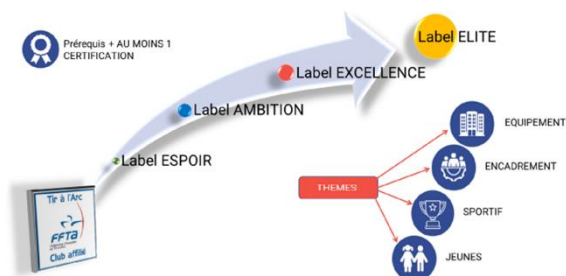 Prérequis + AU MOINS 1
CERTIFICATION
Label ELITE
Label EXCELLENCE
Label AMBITION
Label ESPOIR
Tir à l'Arc
FFTA
Club affilié
THEMES
EQUIPEMENT
ENCADREMENT
SPORTIF
JEUNES